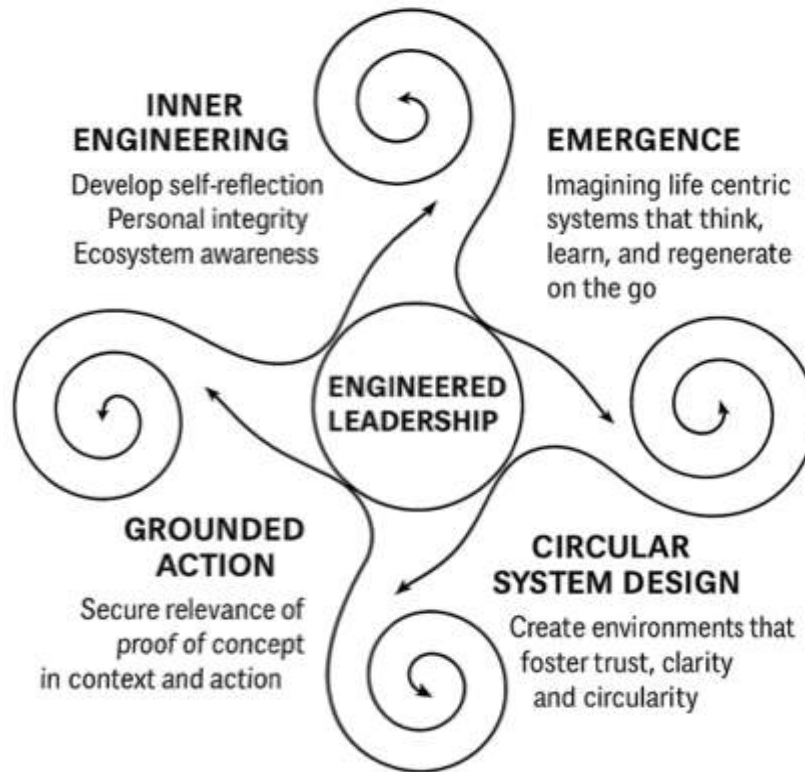 INNER
ENGINEERING
Develop self-reflection
Personal integrity
Ecosystem awareness
EMERGENCE
Imagining life centric
systems that think,
learn, and regenerate
on the go
ENGINEERED
LEADERSHIP
GROUNDED
ACTION
Secure relevance of
proof of concept
in context and action
CIRCULAR
SYSTEM DESIGN
Create environments that
foster trust, clarity
and circularity